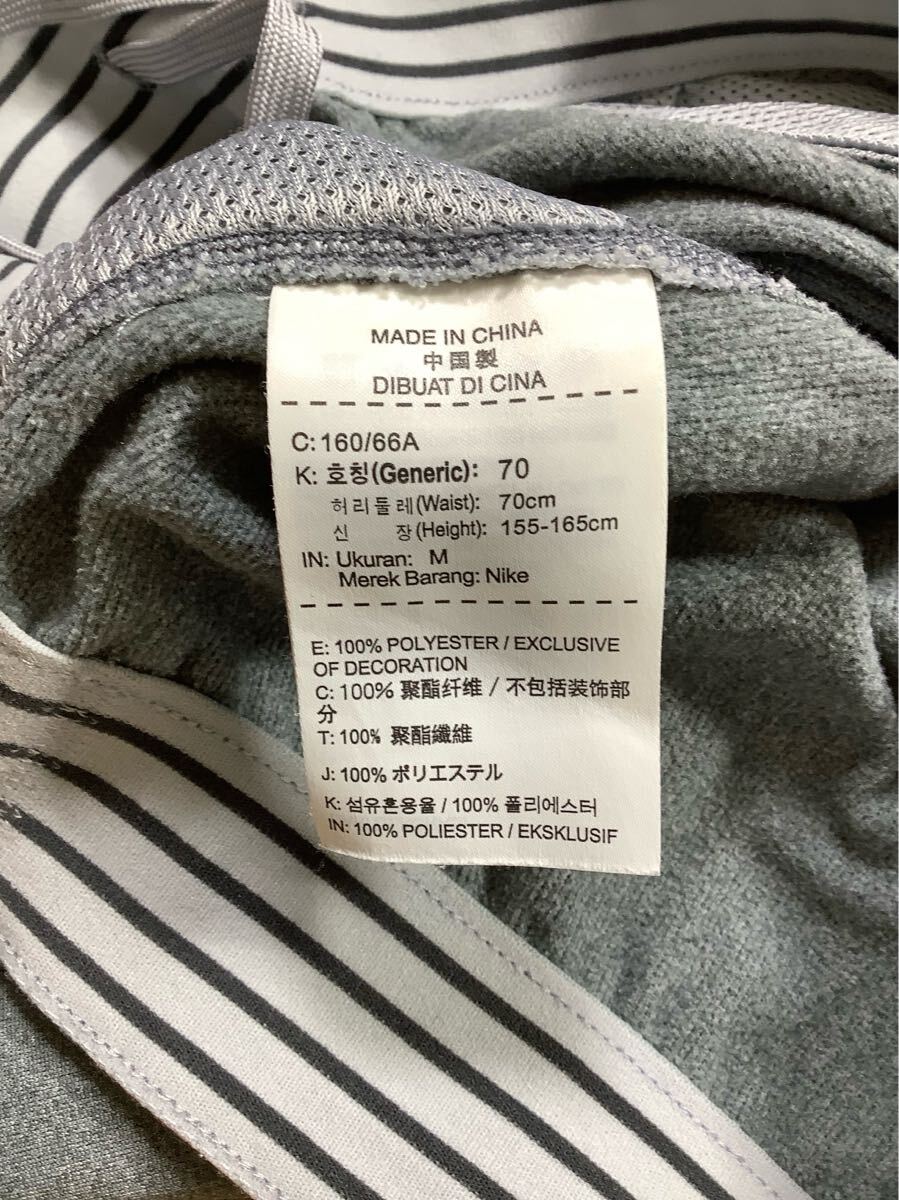 MADE IN CHINA
中国製
DIBUAT DI CINA
C: 160/66A
K: 호칭(Generic): 70
허리둘레(Waist): 70cm
신 장(Height): 155-165cm
IN: Ukuran: M
Merek Barang: Nike
E: 100% POLYESTER / EXCLUSIVE
OF DECORATION
C: 100% 聚酯纤维 / 不包括装饰部
分
T: 100% 聚酯纖維
J: 100% ポリエステル
K: 섬유혼용율 / 100% 폴리에스터
IN: 100% POLIESTER / EKSKLUSIF